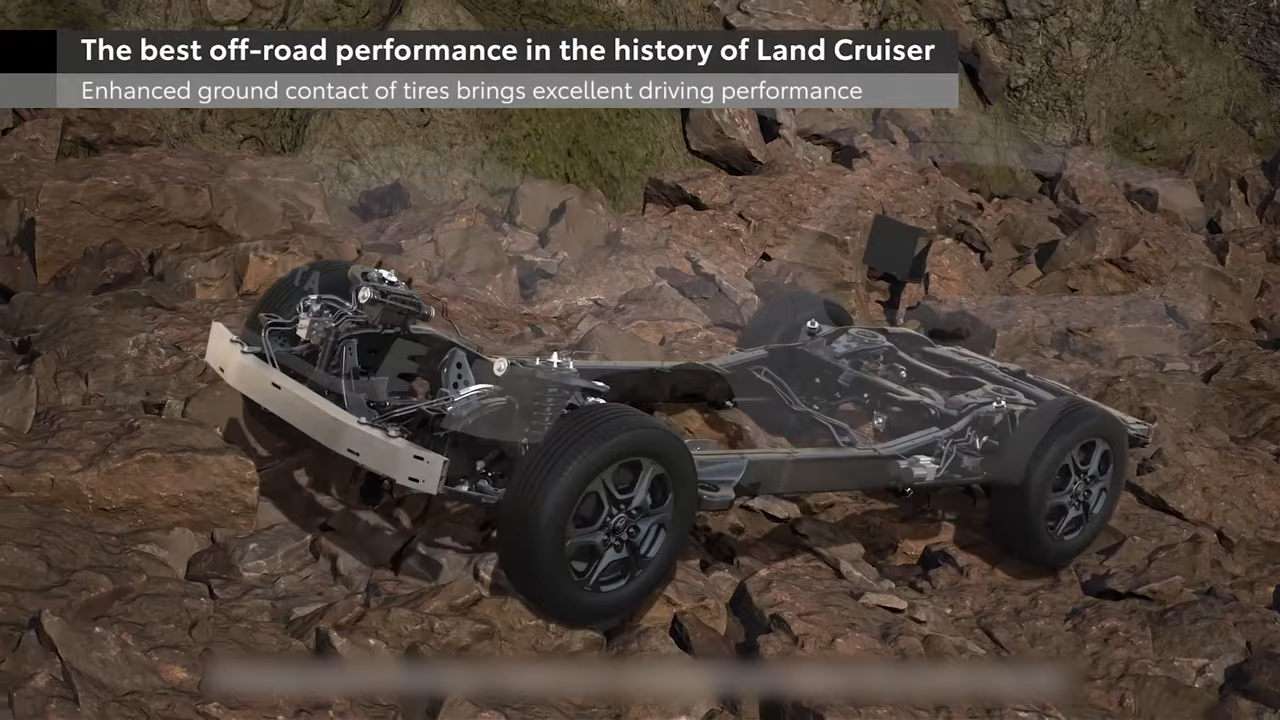 The best off-road performance in the history of Land Cruiser
Enhanced ground contact of tires brings excellent driving performance